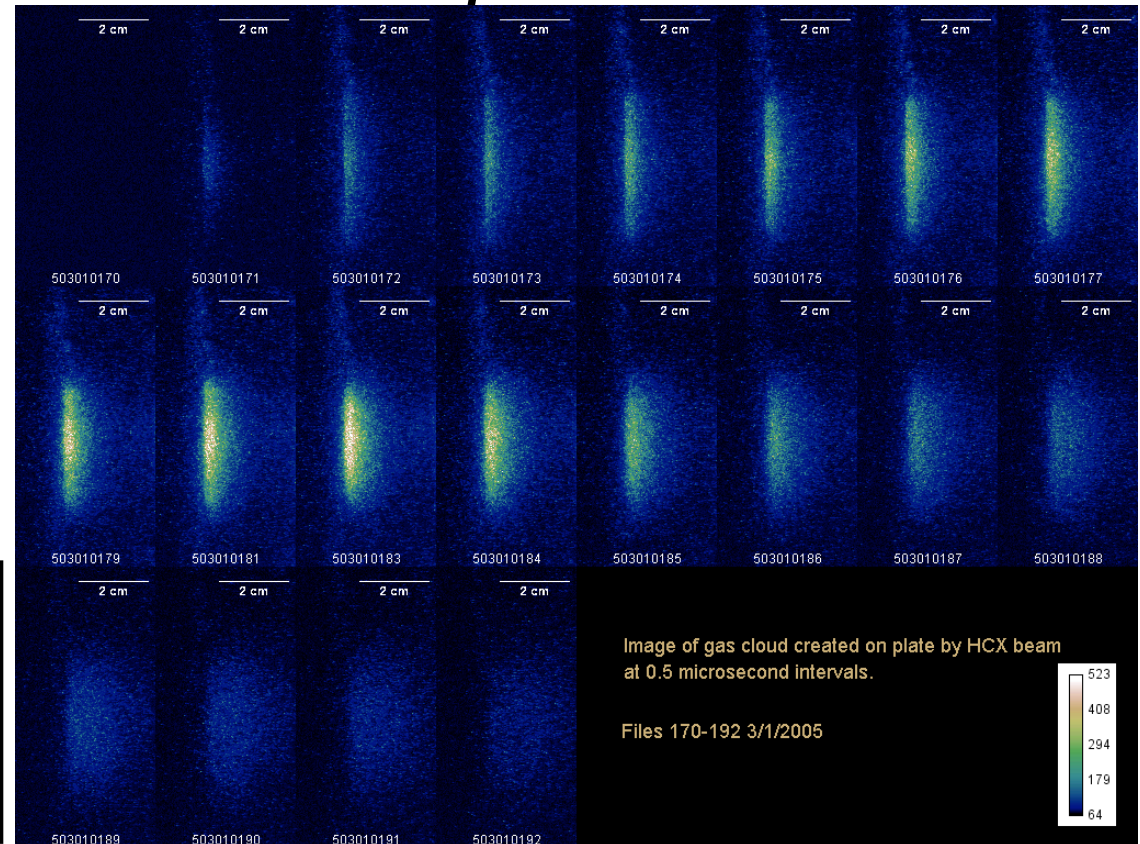 2 cm 2 cm 2 cm 2 cm 2 cm 2 cm 2 cm 2 cm
503010170 503010171 503010172 503010173 503010174 503010175 503010176 503010177
2 cm 2 cm 2 cm 2 cm 2 cm 2 cm 2 cm 2 cm
503010179 503010181 503010183 503010184 503010185 503010186 503010187 503010188
2 cm 2 cm 2 cm 2 cm
Image of gas cloud created on plate by HCX beam
at 0.5 microsecond intervals.
523
408
Files 170-192 3/1/2005
294
179
64
503010189 503010190 503010191 503010192